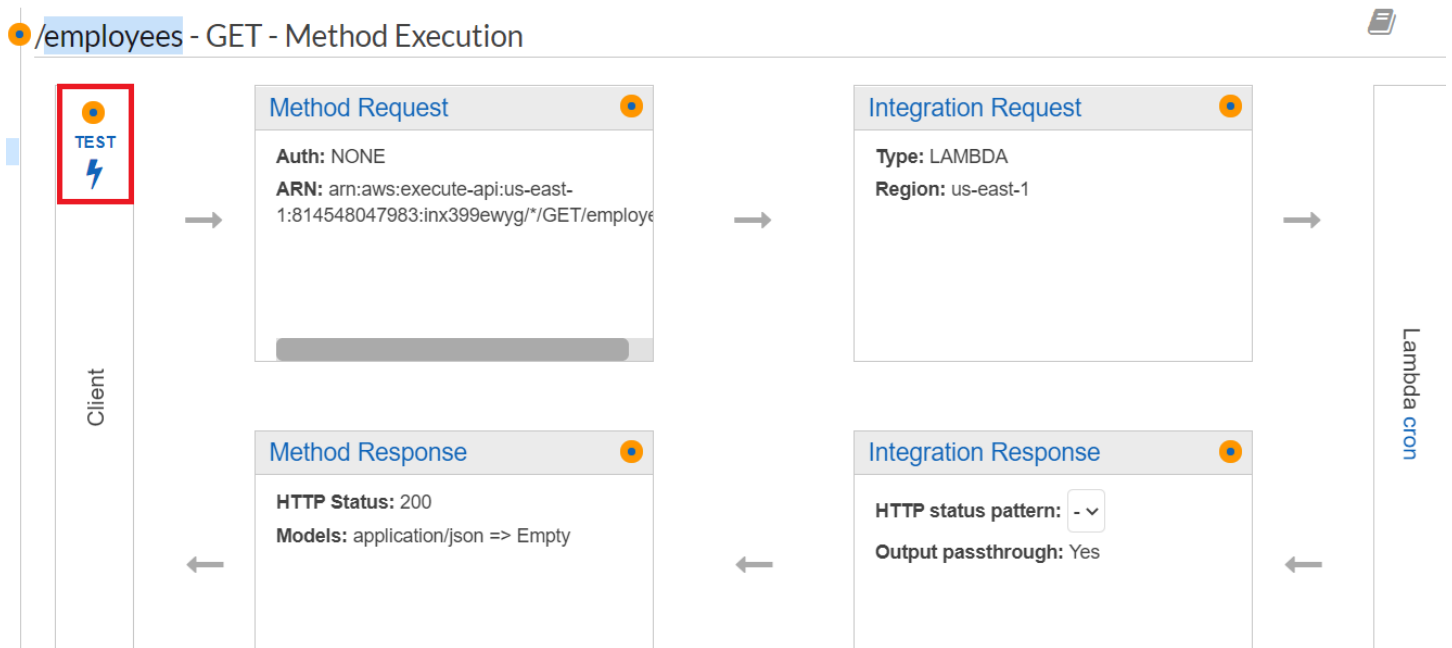 /employees - GET - Method Execution
TEST
Client
Method Request
Auth: NONE
ARN: arn:aws:execute-api:us-east-
1:814548047983:inx399ewyg/*/GET/employe
Integration Request
Type: LAMBDA
Region: us-east-1
Lambda cron
Method Response
HTTP Status: 200
Models: application/json => Empty
Integration Response
HTTP status pattern: -
Output passthrough: Yes